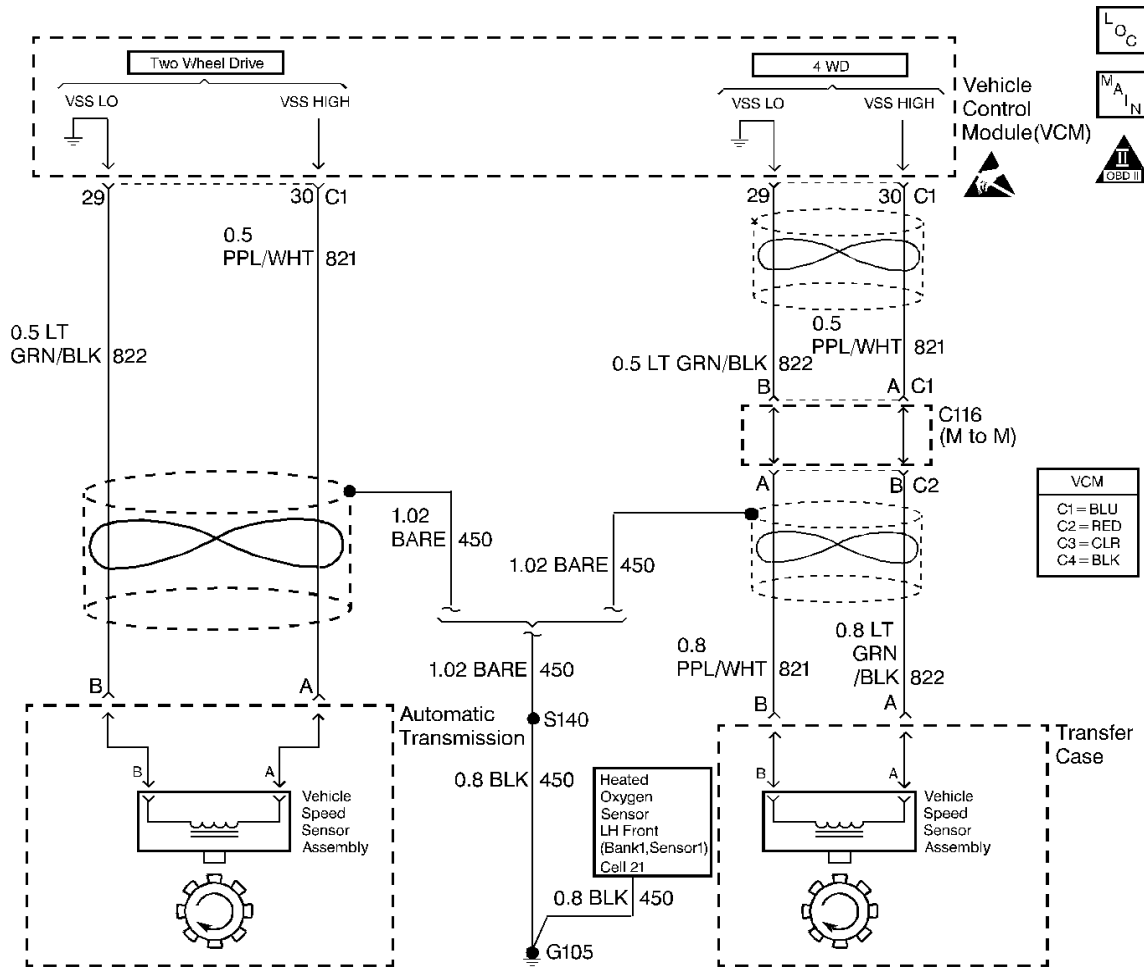 Two Wheel Drive
VSS LO
VSS HIGH
4 WD
VSS LO
VSS HIGH
Vehicle
Control
Module(VCM)
LOC
MAIN
II
OBD II
29
30
C1
29
30
C1
0.5
PPL/WHT
821
0.5 LT
GRN/BLK
822
0.5
PPL/WHT
821
0.5 LT GRN/BLK
822
B
A
C1
C116
(M to M)
A
B
C2
VCM
C1=BLU
C2=RED
C3=CLR
C4=BLK
1.02
BARE
450
1.02 BARE
450
1.02 BARE
450
0.8
PPL/WHT
821
0.8 LT
GRN
/BLK
822
B
A
B
A
Automatic
Transmission
S140
Transfer
Case
0.8 BLK
450
B
A
Vehicle
Speed
Sensor
Assembly
Heated
Oxygen
Sensor
LH Front
(Bank1,Sensor1)
Cell 21
B
A
Vehicle
Speed
Sensor
Assembly
0.8 BLK
450
G105